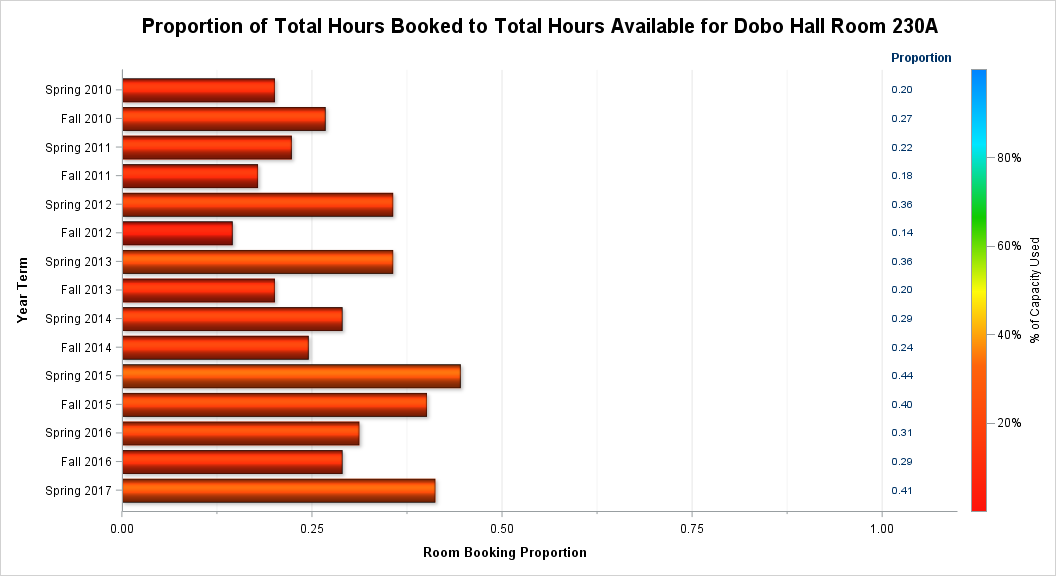 Proportion of Total Hours Booked to Total Hours Available for Dobo Hall Room 230A
Proportion
Spring 2010 0.20
Fall 2010 0.27
Spring 2011 0.22
Fall 2011 0.18
Spring 2012 0.36
Fall 2012 0.14
Spring 2013 0.36
Fall 2013 0.20
Spring 2014 0.29
Fall 2014 0.24
Spring 2015 0.44
Fall 2015 0.40
Spring 2016 0.31
Fall 2016 0.29
Spring 2017 0.41
Year Term
0.00 0.25 0.50 0.75 1.00
Room Booking Proportion
80%
60%
40%
20%
% of Capacity Used